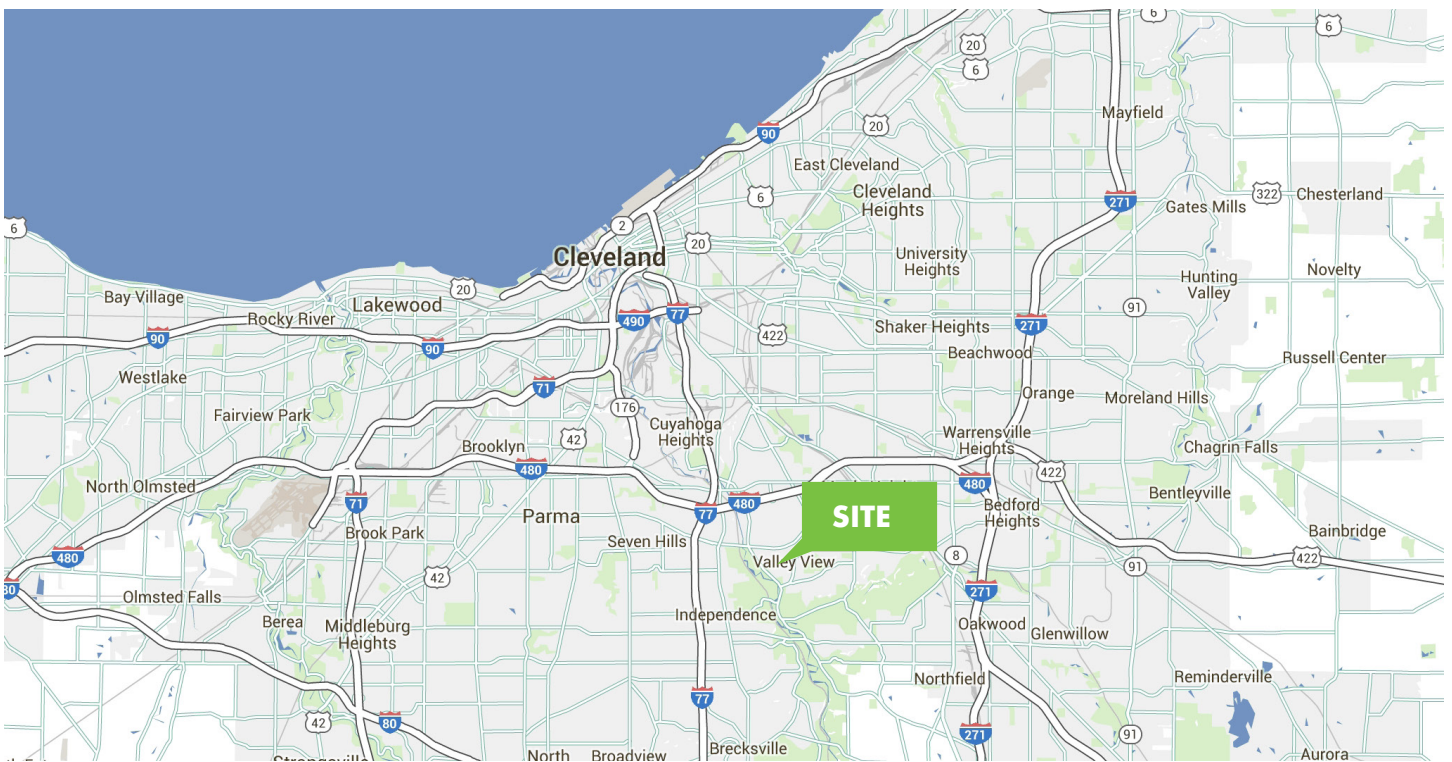 6
6
20
6
Mayfield
20
90
East Cleveland
Cleveland
Heights
6
271
322
Chesterland
Gates Mills
6
2
20
Cleveland
University
Heights
Hunting
Valley
Novelty
Bay Village
20
Lakewood
Rocky River
490
77
91
422
Shaker Heights
271
90
90
Beachwood
Russell Center
Westlake
71
Orange
Moreland Hills
Fairview Park
176
Cuyahoga
Heights
42
Brooklyn
Warrensville
Heights
Chagrin Falls
480
422
North Olmsted
480
Bentleyville
71
480
77
SITE
Bedford
Heights
Parma
Brook Park
Seven Hills
Bainbridge
480
Valley View
8
422
42
91
80
271
Olmsted Falls
Independence
Berea
Middleburg
Heights
Oakwood
Glenwillow
Northfield
Reminderville
77
42
80
271
91
North
Broadview
Brecksville
Aurora